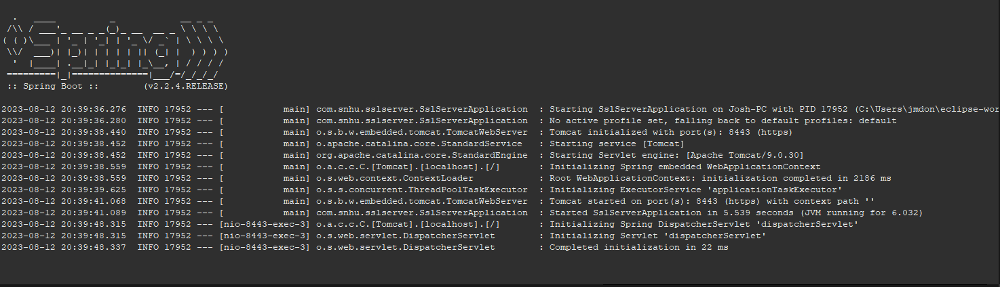 .   ____          _            __ _ _
 /\\ / ___'_ __ _ _(_)_ __  __ _ \ \ \ \
( ( )\___ | '_ | '_| | '_ \/ _` | \ \ \ \
 \\/  ___)| |_)| | | | | || (_| |  ) ) ) )
  '  |____| .__|_| |_|_| |_\__, | / / / /
 =========|_|==============|___/=/_/_/_/
 :: Spring Boot ::        (v2.2.4.RELEASE)
2023-08-12 20:39:36.276  INFO 17952 --- [           main] com.snhu.sslserver.SslServerApplication  : Starting SslServerApplication on Josh-PC with PID 17952 (C:\Users\jmdon\eclipse-wor
2023-08-12 20:39:36.280  INFO 17952 --- [           main] com.snhu.sslserver.SslServerApplication  : No active profile set, falling back to default profiles: default
2023-08-12 20:39:38.440  INFO 17952 --- [           main] o.s.b.w.embedded.tomcat.TomcatWebServer  : Tomcat initialized with port(s): 8443 (https)
2023-08-12 20:39:38.452  INFO 17952 --- [           main] o.apache.catalina.core.StandardService   : Starting service [Tomcat]
2023-08-12 20:39:38.452  INFO 17952 --- [           main] org.apache.catalina.core.StandardEngine  : Starting Servlet engine: [Apache Tomcat/9.0.30]
2023-08-12 20:39:38.559  INFO 17952 --- [           main] o.a.c.c.C.[Tomcat].[localhost].[/]       : Initializing Spring embedded WebApplicationContext
2023-08-12 20:39:38.559  INFO 17952 --- [           main] o.s.web.context.ContextLoader            : Root WebApplicationContext: initialization completed in 2186 ms
2023-08-12 20:39:39.625  INFO 17952 --- [           main] o.s.s.concurrent.ThreadPoolTaskExecutor  : Initializing ExecutorService 'applicationTaskExecutor'
2023-08-12 20:39:41.068  INFO 17952 --- [           main] o.s.b.w.embedded.tomcat.TomcatWebServer  : Tomcat started on port(s): 8443 (https) with context path ''
2023-08-12 20:39:41.089  INFO 17952 --- [           main] com.snhu.sslserver.SslServerApplication  : Started SslServerApplication in 5.539 seconds (JVM running for 6.032)
2023-08-12 20:39:48.315  INFO 17952 --- [nio-8443-exec-3] o.a.c.c.C.[Tomcat].[localhost].[/]       : Initializing Spring DispatcherServlet 'dispatcherServlet'
2023-08-12 20:39:48.315  INFO 17952 --- [nio-8443-exec-3] o.s.web.servlet.DispatcherServlet        : Initializing Servlet 'dispatcherServlet'
2023-08-12 20:39:48.337  INFO 17952 --- [nio-8443-exec-3] o.s.web.servlet.DispatcherServlet        : Completed initialization in 22 ms